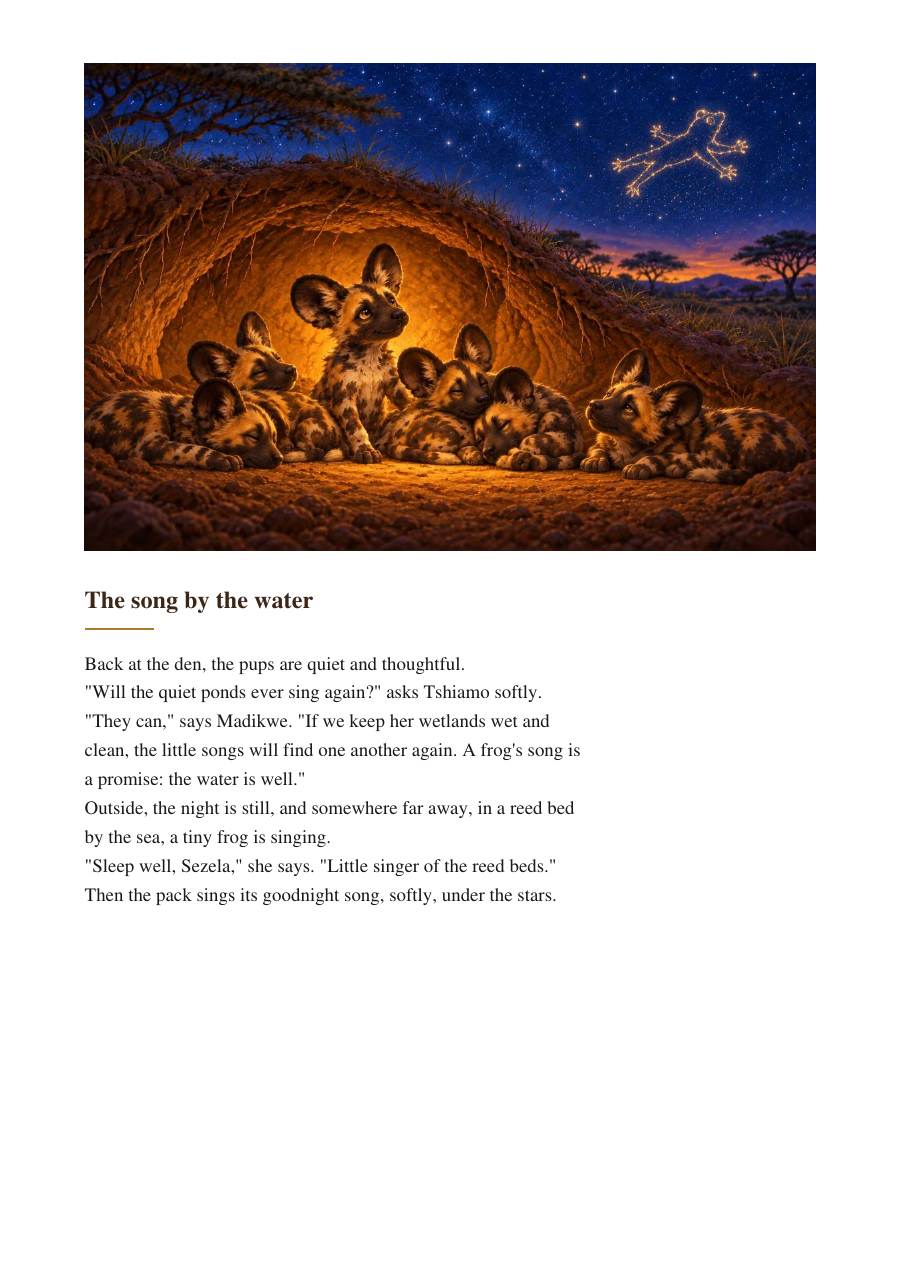 The song by the water
Back at the den, the pups are quiet and thoughtful.
"Will the quiet ponds ever sing again?" asks Tshiamo softly.
"They can," says Madikwe. "If we keep her wetlands wet and
clean, the little songs will find one another again. A frog's song is
a promise: the water is well."
Outside, the night is still, and somewhere far away, in a reed bed
by the sea, a tiny frog is singing.
"Sleep well, Sezela," she says. "Little singer of the reed beds."
Then the pack sings its goodnight song, softly, under the stars.